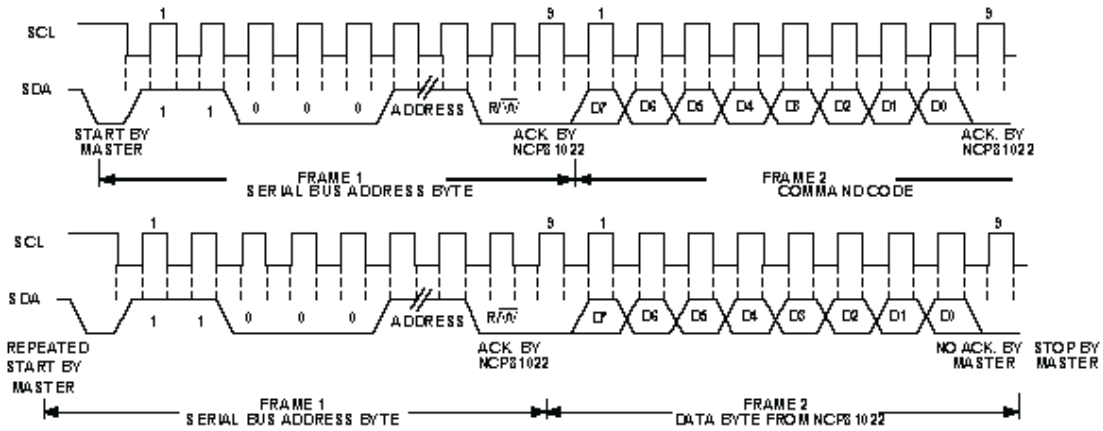 1 9 1 9
SCL
SDA
1 1 0 0 0 ADDRESS R/W D7 D6 D5 D4 D3 D2 D1 D0
START BY MASTER
ACK. BY NCP81022
ACK. BY NCP81022
FRAME 1
SERIAL BUS ADDRESS BYTE
FRAME 2
COMMAND CODE
1 9 1 9
SCL
SDA
1 1 0 0 0 ADDRESS R/W D7 D6 D5 D4 D3 D2 D1 D0
REPEATED START BY MASTER
ACK. BY NCP81022
NO ACK. BY MASTER
STOP BY MASTER
FRAME 1
SERIAL BUS ADDRESS BYTE
FRAME 2
DATA BYTE FROM NCP81022